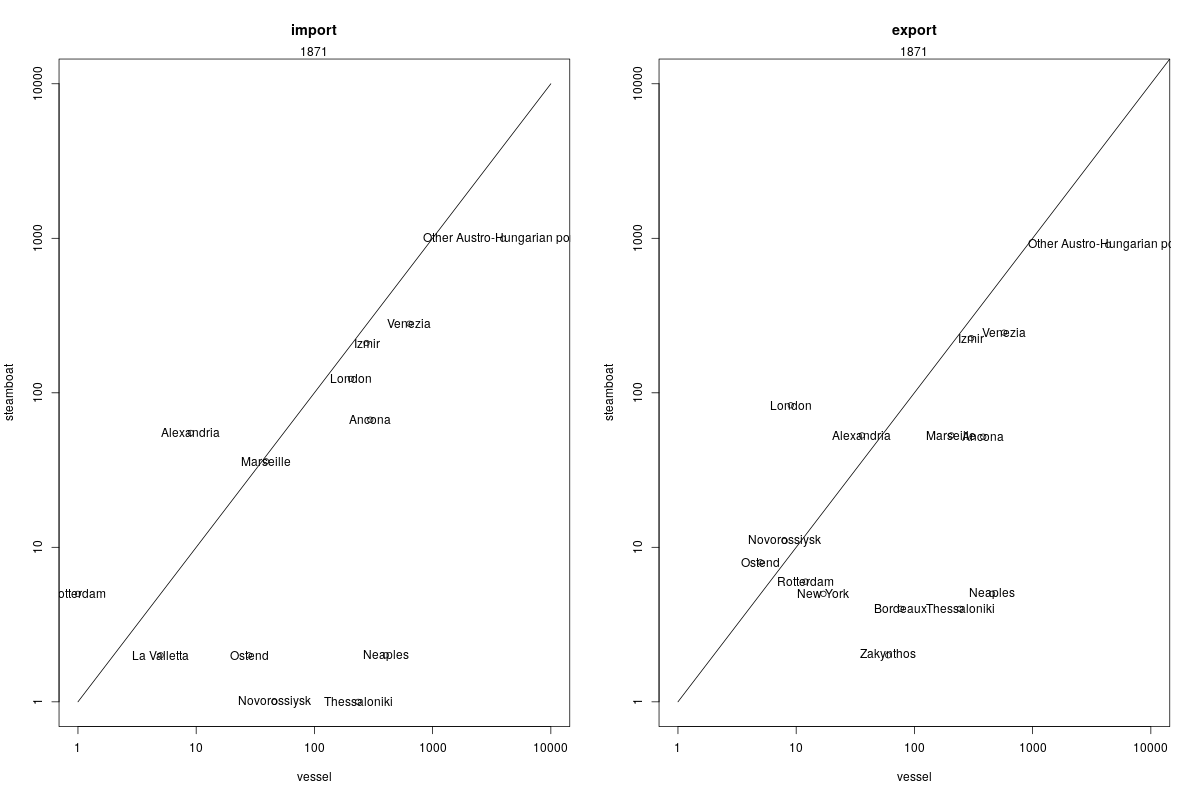 import
1871
10000
1000
100
10
1
steamboat
Other Austro-Hungarian po
Venezia
Izmir
London
Ancona
Alexandria
Marseille
otterdam
La Valletta
Ostend
Neaples
Novorossiysk
Thessaloniki
1
10
100
1000
10000
vessel
export
1871
10000
1000
100
10
1
steamboat
Other Austro-Hungarian po
Venezia
Izmir
London
Alexandria
Marseille
Ancona
Novorossiysk
Ostend
Rotterdam
New York
Neaples
Bordeaux
Thessaloniki
Zakynthos
1
10
100
1000
10000
vessel